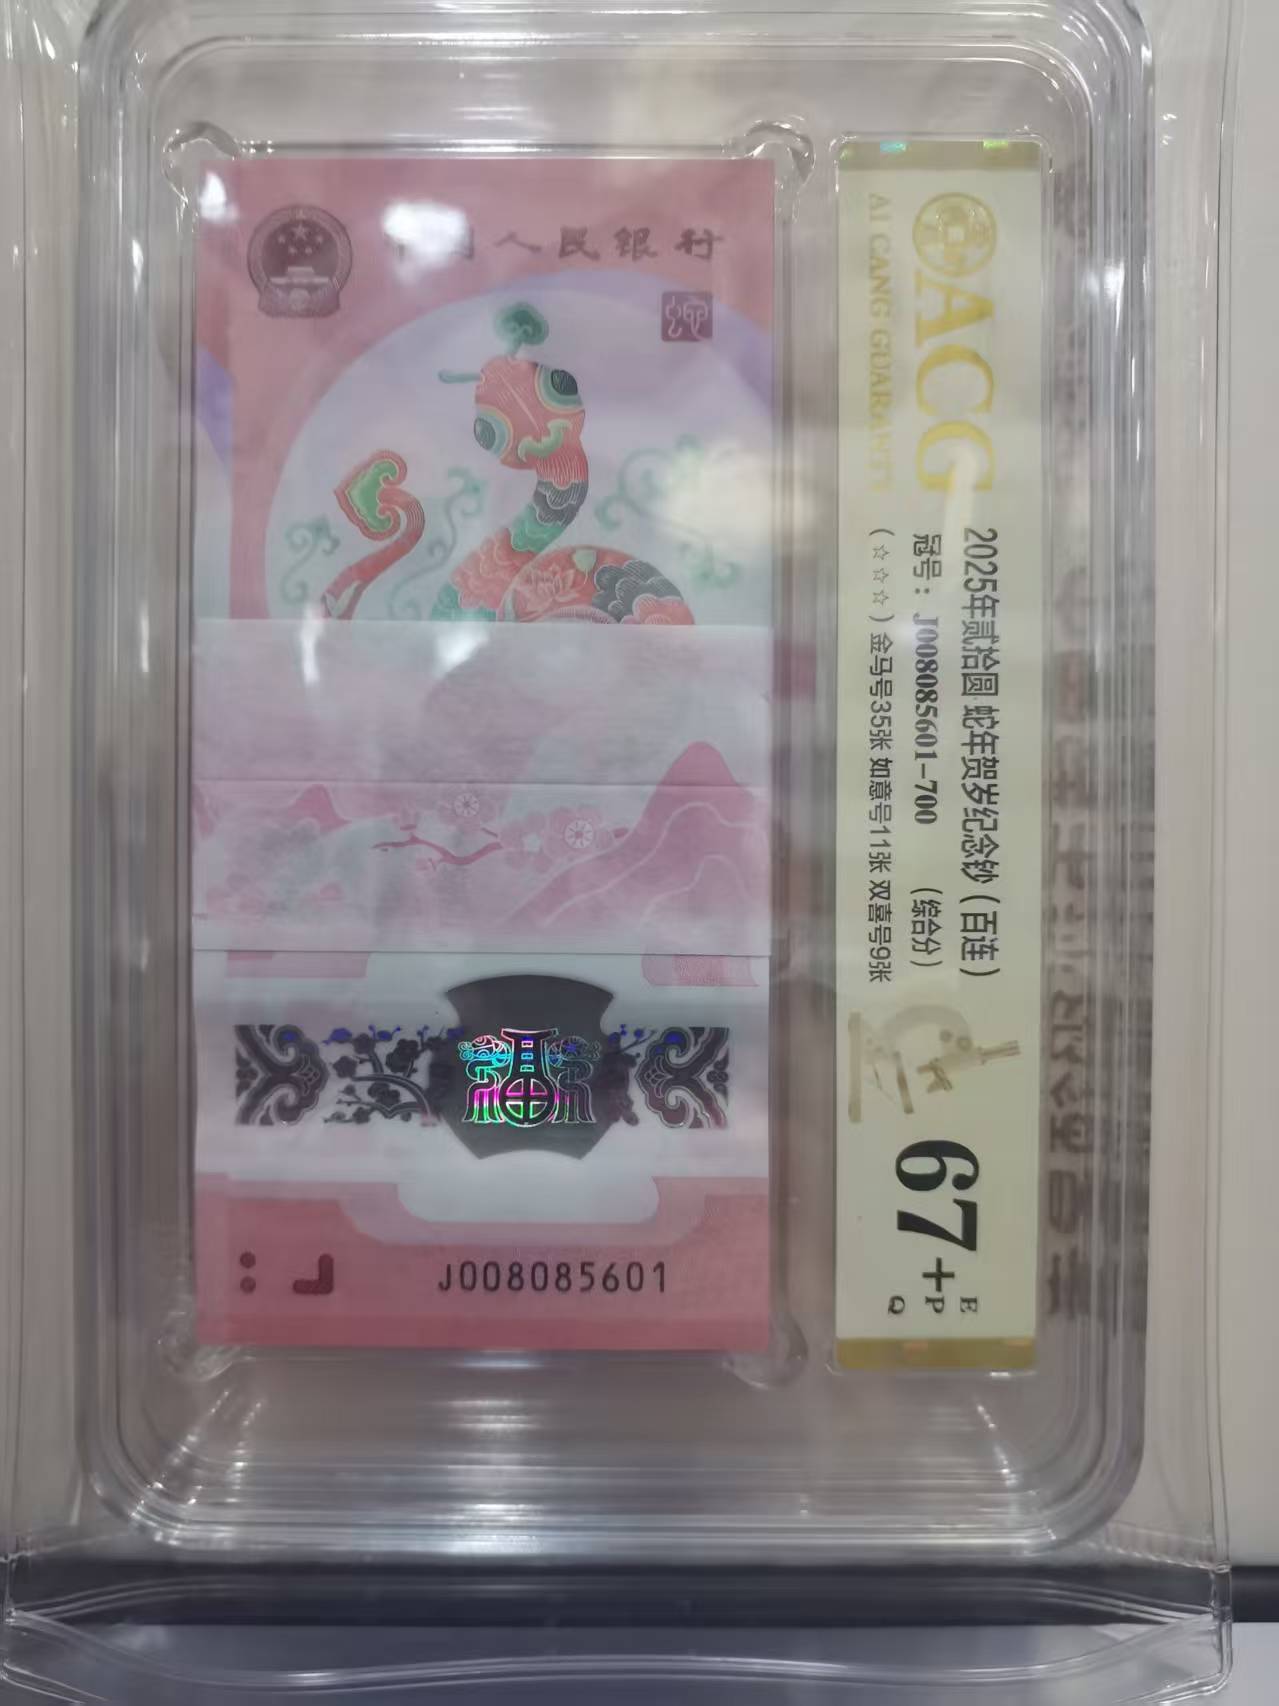 中国人民银行
蛇
J008085601
ACG
AI CANG GUARANTY
2025年贰拾圆 蛇年贺岁纪念钞（百连）
冠号：J008085601-700 （综合分）
（☆☆☆）金马号35张 如意号11张 双喜号9张
67+
E
P
Q